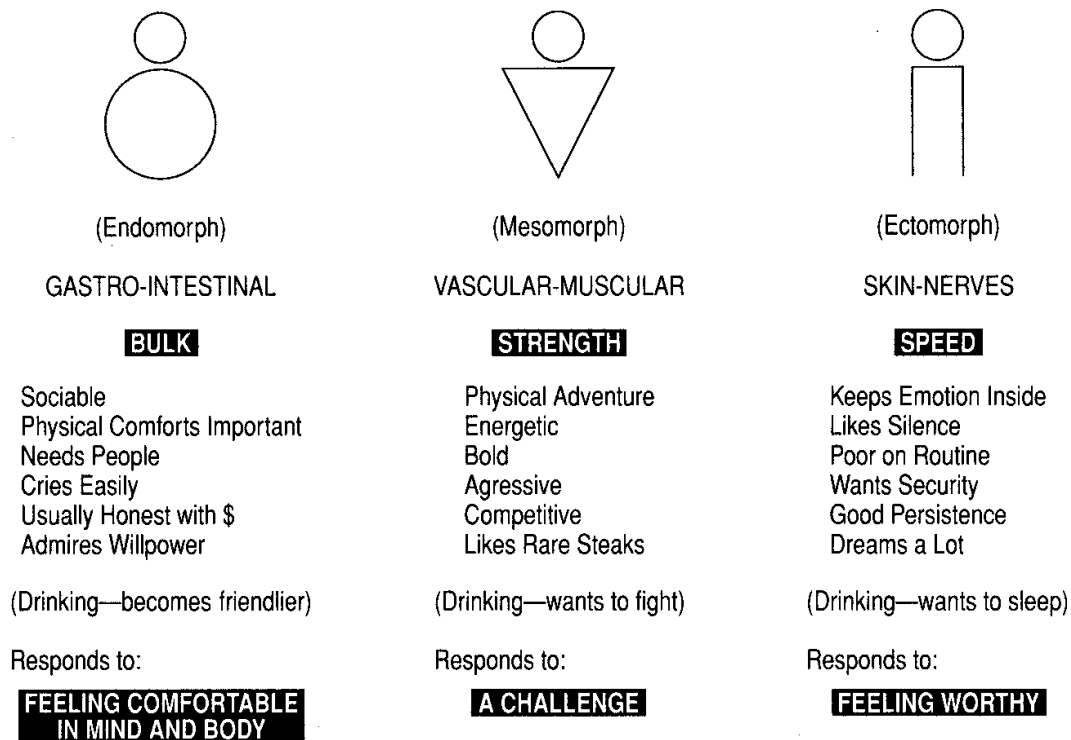 (Endomorph)
GASTRO-INTESTINAL
BULK
Sociable
Physical Comforts Important
Needs People
Cries Easily
Usually Honest with $
Admires Willpower
(Drinking—becomes friendlier)
Responds to:
FEELING COMFORTABLE
IN MIND AND BODY
(Mesomorph)
VASCULAR-MUSCULAR
STRENGTH
Physical Adventure
Energetic
Bold
Agressive
Competitive
Likes Rare Steaks
(Drinking—wants to fight)
Responds to:
A CHALLENGE
(Ectomorph)
SKIN-NERVES
SPEED
Keeps Emotion Inside
Likes Silence
Poor on Routine
Wants Security
Good Persistence
Dreams a Lot
(Drinking—wants to sleep)
Responds to:
FEELING WORTHY